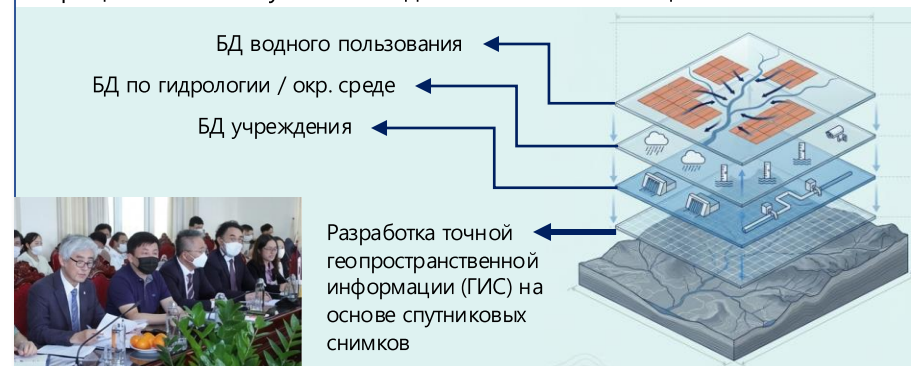 БД водного пользования
БД по гидрологии / окр. среде
БД учреждения
Разработка точной
геопространственной
информации (ГИС) на
основе спутниковых
снимков